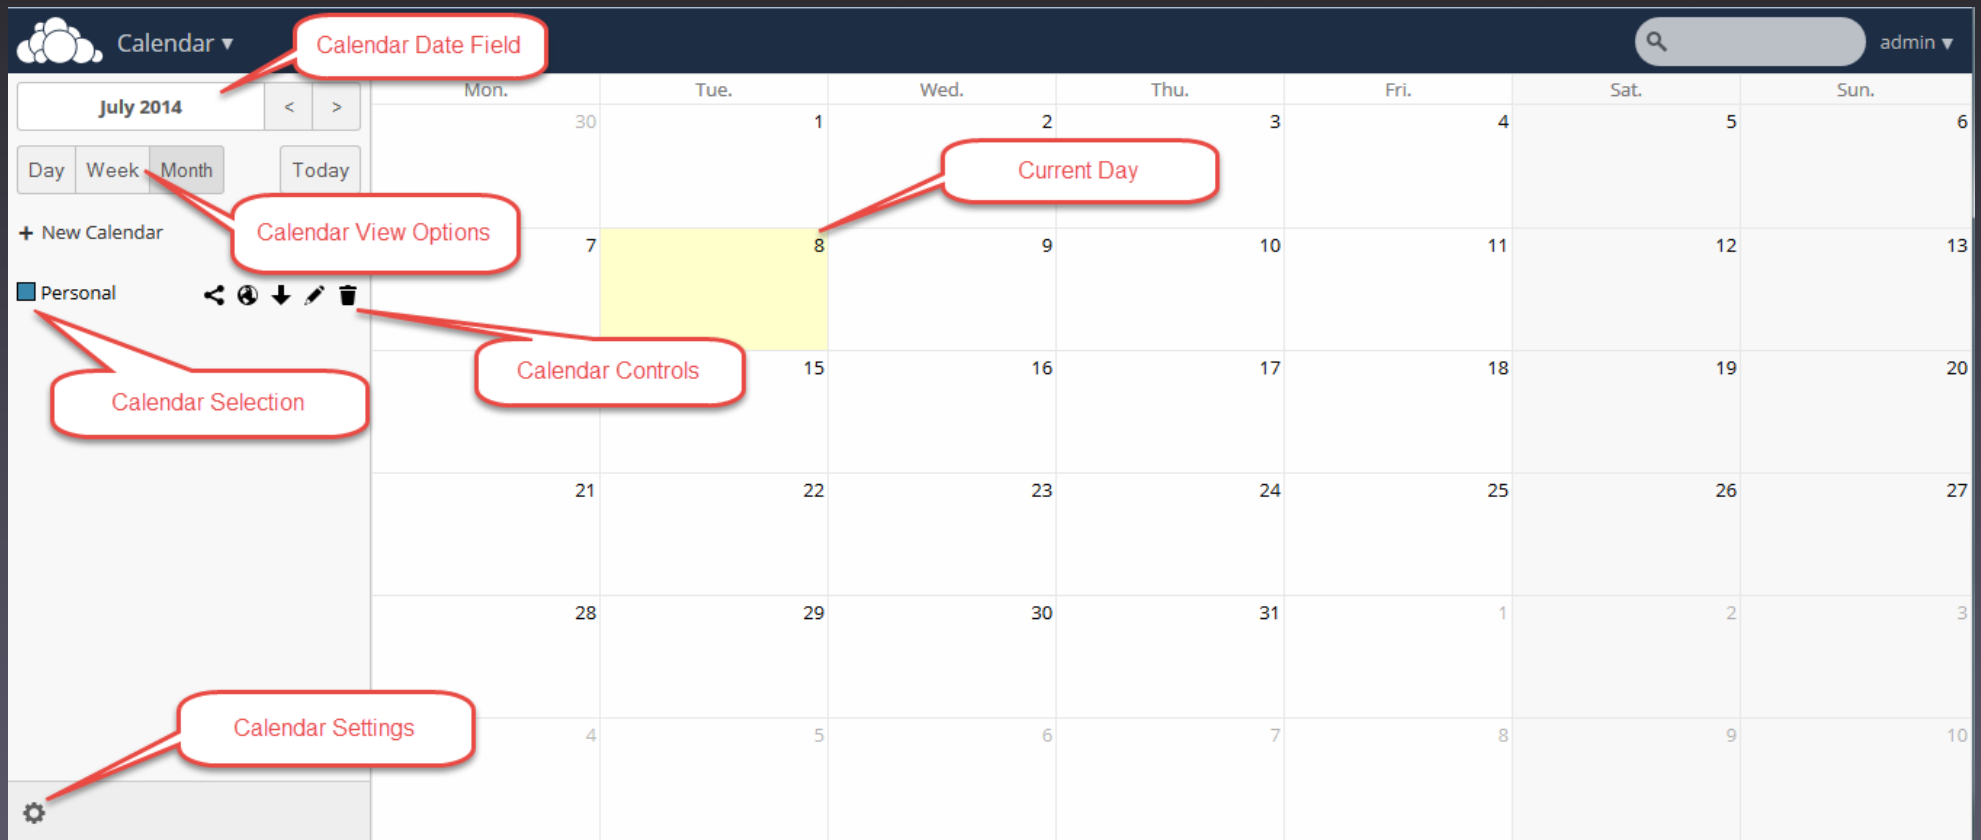 Calendar ▾
Calendar Date Field
admin ▾
July 2014
<
>
Day
Week
Month
Today
Calendar View Options
+ New Calendar
Personal
Calendar Selection
Calendar Controls
Calendar Settings
Current Day
Mon. Tue. Wed. Thu. Fri. Sat. Sun.
30 1 2 3 4 5 6
7 8 9 10 11 12 13
15 16 17 18 19 20
21 22 23 24 25 26 27
28 29 30 31 1 2 3
4 5 6 7 8 9 10